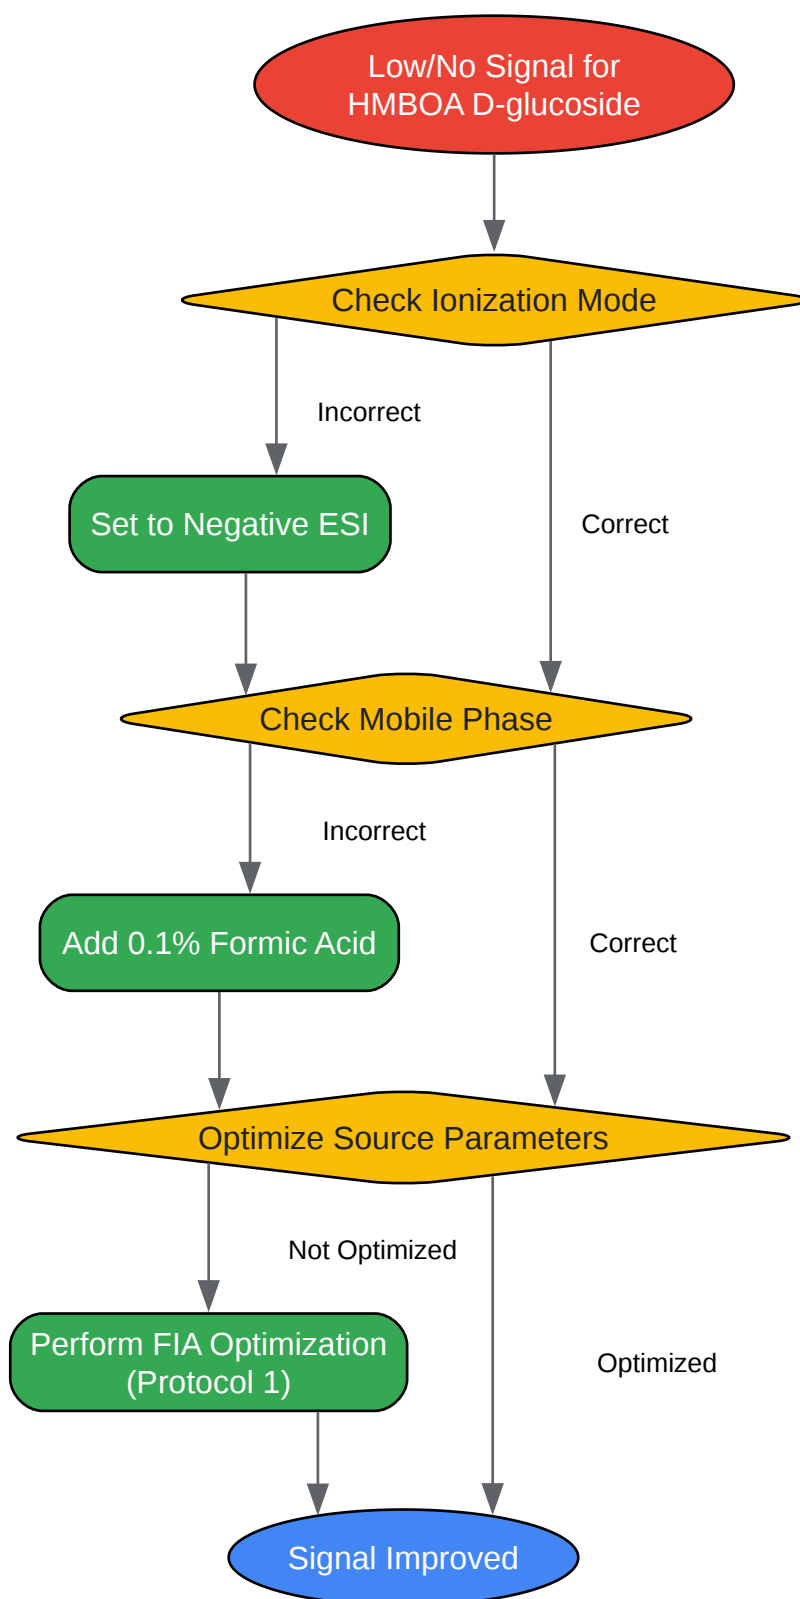 Low/No Signal for
HMBOA D-glucoside
Check Ionization Mode
Incorrect
Set to Negative ESI
Correct
Check Mobile Phase
Incorrect
Add 0.1% Formic Acid
Correct
Optimize Source Parameters
Not Optimized
Perform FIA Optimization
(Protocol 1)
Optimized
Signal Improved